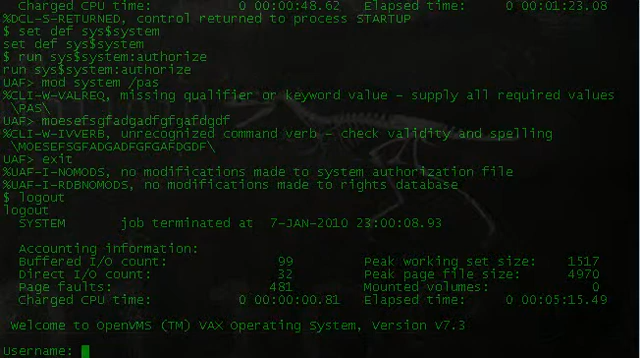 Charged CPU time: 0 00:00:48.62 Elapsed time: 0 00:01:23.08
%DCL-S-RETURNED, control returned to process STARTUP
$ set def sys$system
set def sys$system
$ run sys$system:authorize
run sys$system:authorize
UAF> mod system /pas
%CLI-W-VALREQ, missing qualifier or keyword value - supply all required values
\PAS\
UAF> moesefsgfadgadfgfgafdgdf
%CLI-W-IVVERB, unrecognized command verb - check validity and spelling
\MOESEFSGFADGADFGFGAFDGDF\
UAF> exit
%UAF-I-NOMODS, no modifications made to system authorization file
%UAF-I-RDBNOMODS, no modifications made to rights database
$ logout
logout
SYSTEM job terminated at 7-JAN-2010 23:00:08.93
Accounting information:
Buffered I/O count: 99 Peak working set size: 1517
Direct I/O count: 32 Peak page file size: 4970
Page faults: 481 Mounted volumes: 0
Charged CPU time: 0 00:00:00.81 Elapsed time: 0 00:05:15.49
Welcome to OpenVMS (TM) VAX Operating System, Version V7.3
Username: